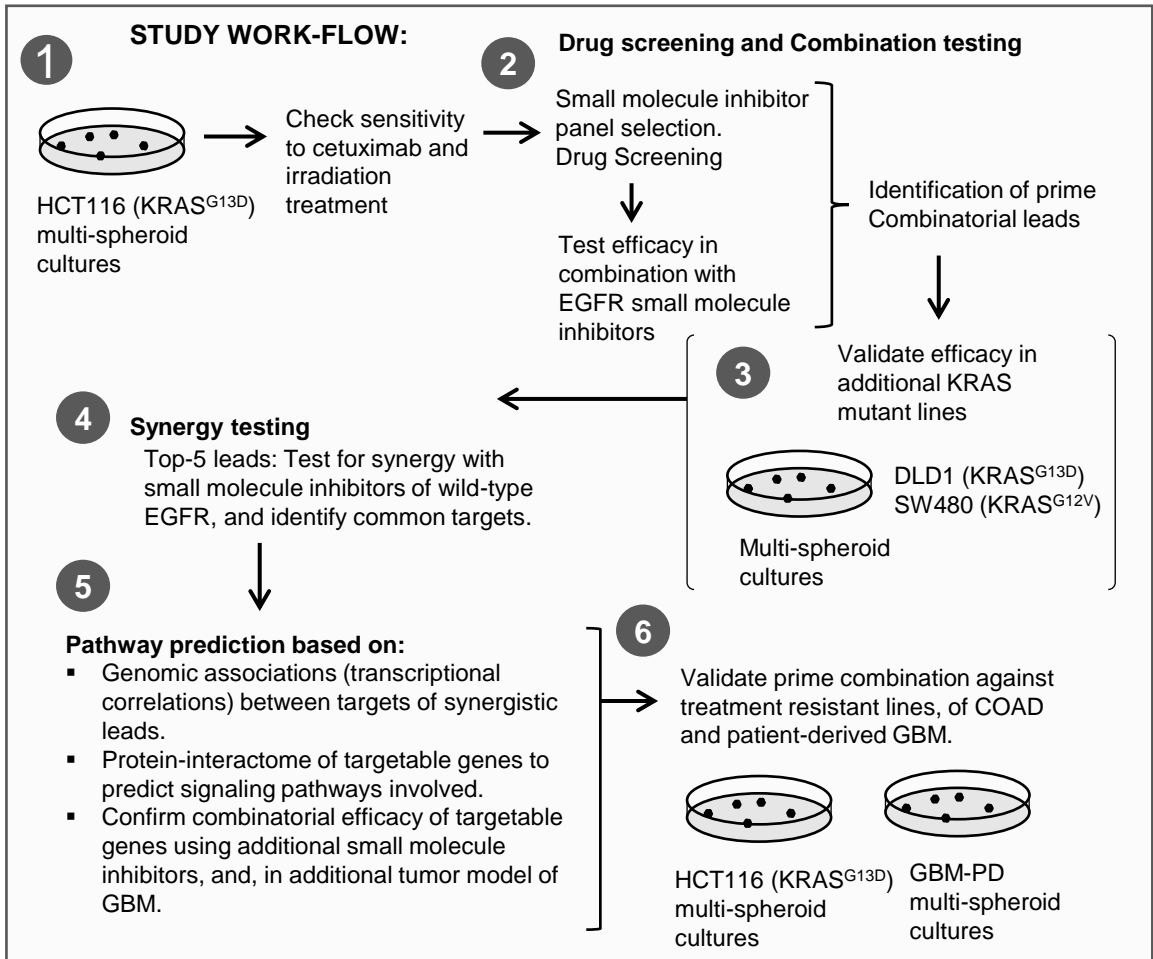 STUDY WORK-FLOW:
1
HCT116 (KRASG13D)
multi-spheroid
cultures
Check sensitivity
to cetuximab and
irradiation
treatment
2
Drug screening and Combination testing
Small molecule inhibitor
panel selection.
Drug Screening
Test efficacy in
combination with
EGFR small molecule
inhibitors
Identification of prime
Combinatorial leads
3
Validate efficacy in
additional KRAS
mutant lines
DLD1 (KRASG13D)
SW480 (KRASG12V)
Multi-spheroid
cultures
4
Synergy testing
Top-5 leads: Test for synergy with
small molecule inhibitors of wild-type
EGFR, and identify common targets.
5
Pathway prediction based on:
▪ Genomic associations (transcriptional
correlations) between targets of synergistic
leads.
▪ Protein-interactome of targetable genes to
predict signaling pathways involved.
▪ Confirm combinatorial efficacy of targetable
genes using additional small molecule
inhibitors, and, in additional tumor model of
GBM.
6
Validate prime combination against
treatment resistant lines, of COAD
and patient-derived GBM.
HCT116 (KRASG13D)
multi-spheroid
cultures
GBM-PD
multi-spheroid
cultures